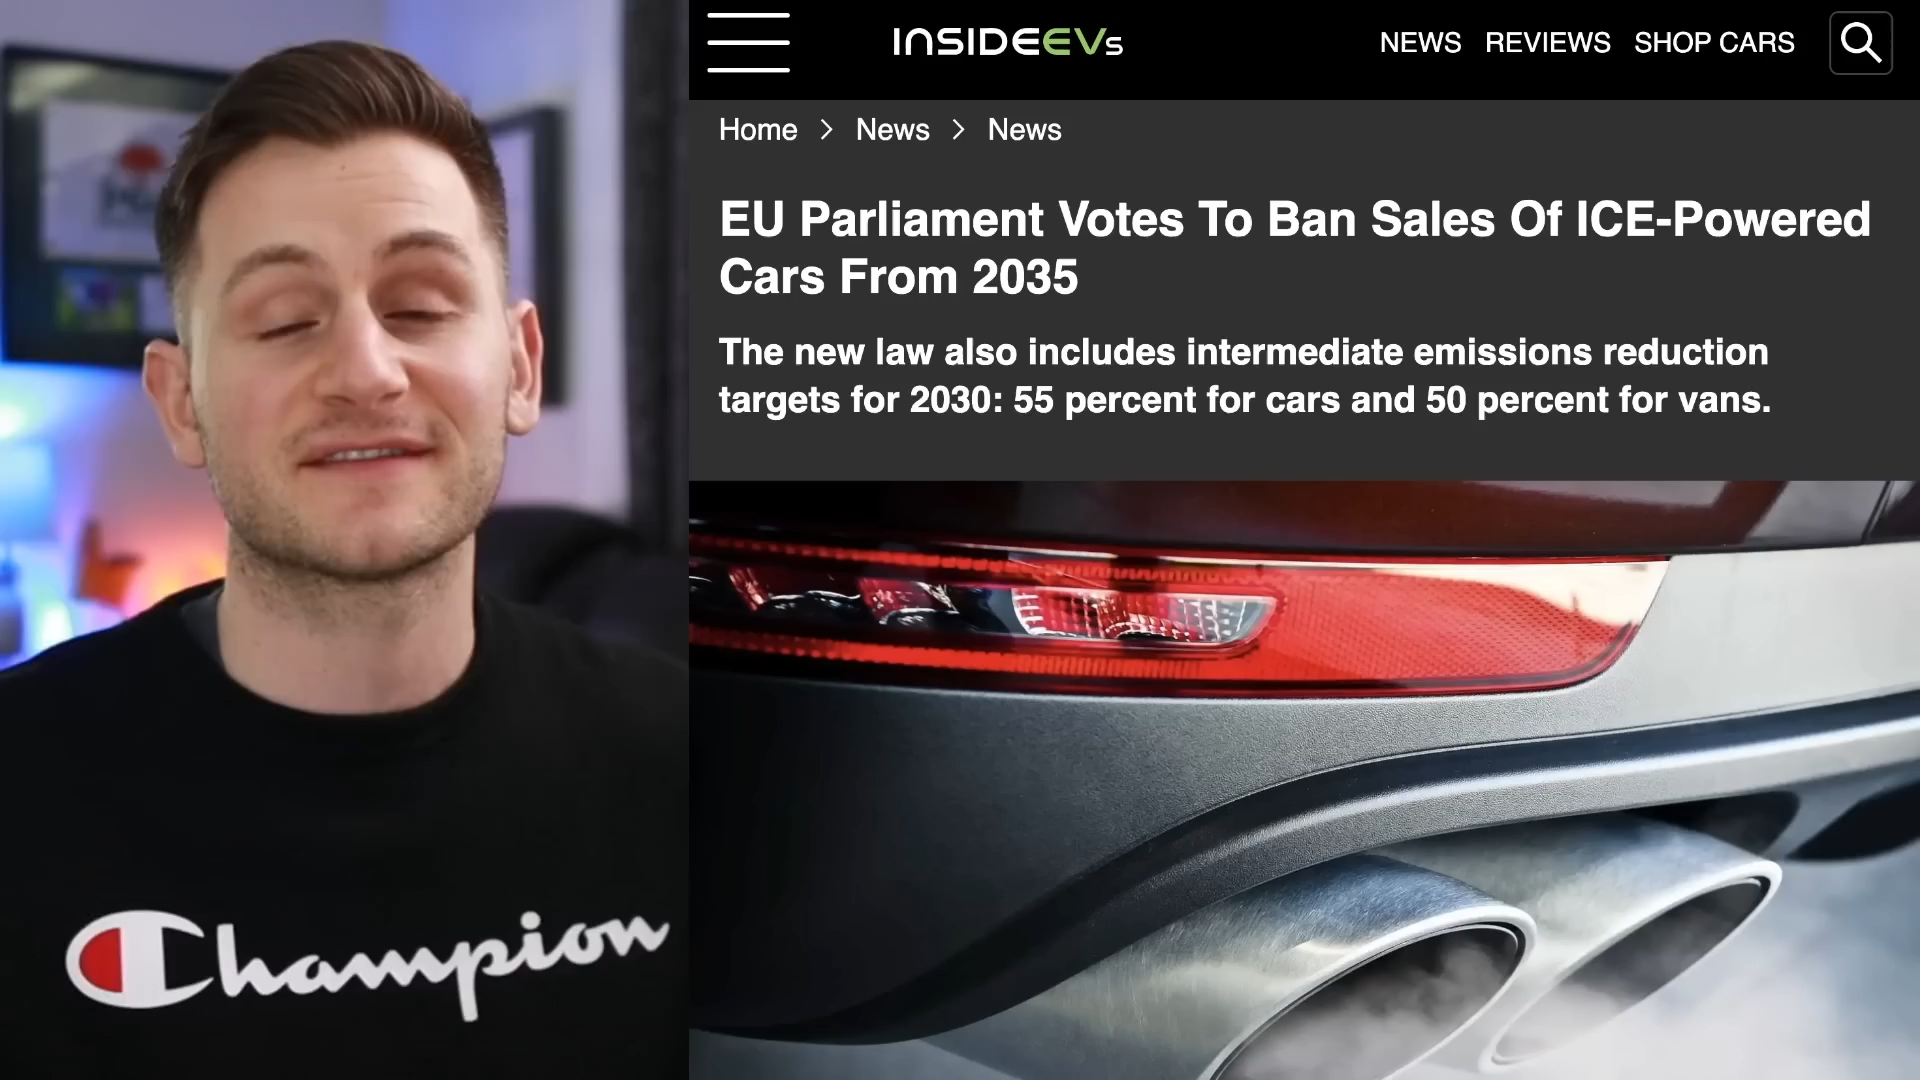 INSIDEEVs
NEWS REVIEWS SHOP CARS
Home > News > News
EU Parliament Votes To Ban Sales Of ICE-Powered
Cars From 2035
The new law also includes intermediate emissions reduction
targets for 2030: 55 percent for cars and 50 percent for vans.
Champion